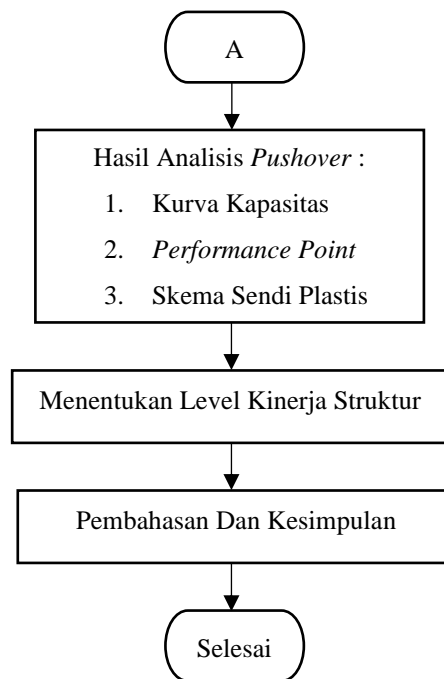 A
Hasil Analisis Pushover :
1. Kurva Kapasitas
2. Performance Point
3. Skema Sendi Plastis
Menentukan Level Kinerja Struktur
Pembahasan Dan Kesimpulan
Selesai